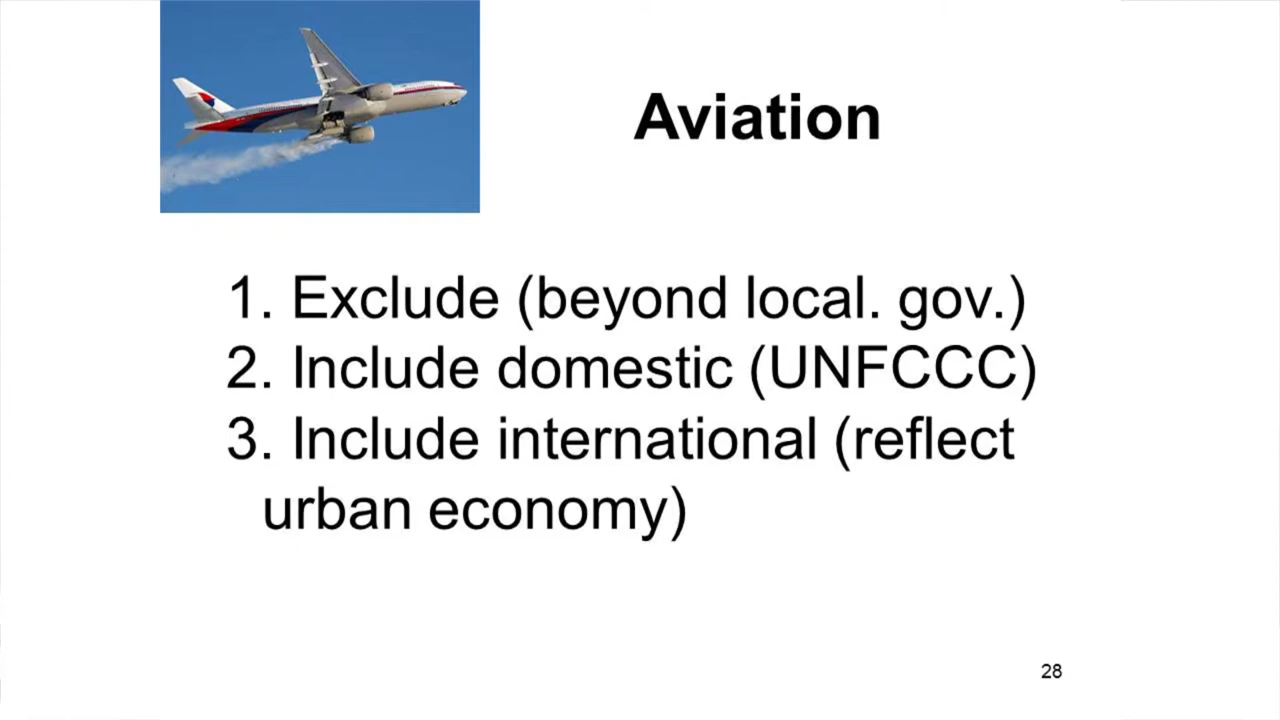 Aviation
1. Exclude (beyond local. gov.)
2. Include domestic (UNFCCC)
3. Include international (reflect
urban economy)
28